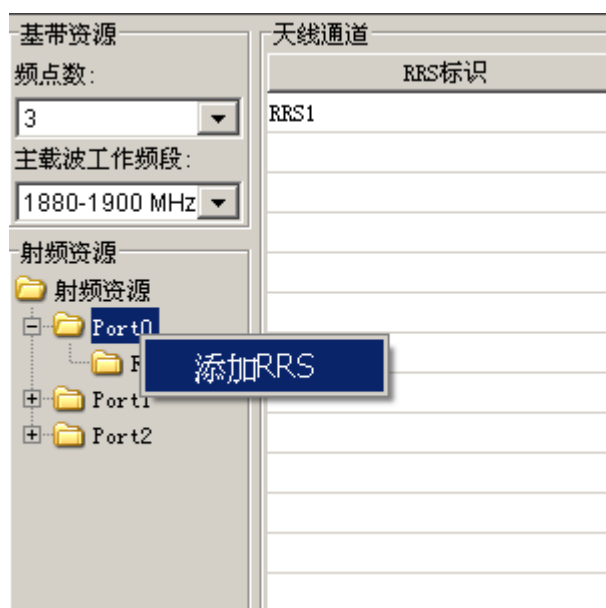 基带资源
频点数:
3
主载波工作频段:
1880-1900 MHz
射频资源
射频资源
Port0
添加RRS
Port1
Port2
天线通道
RRS标识
RRS1